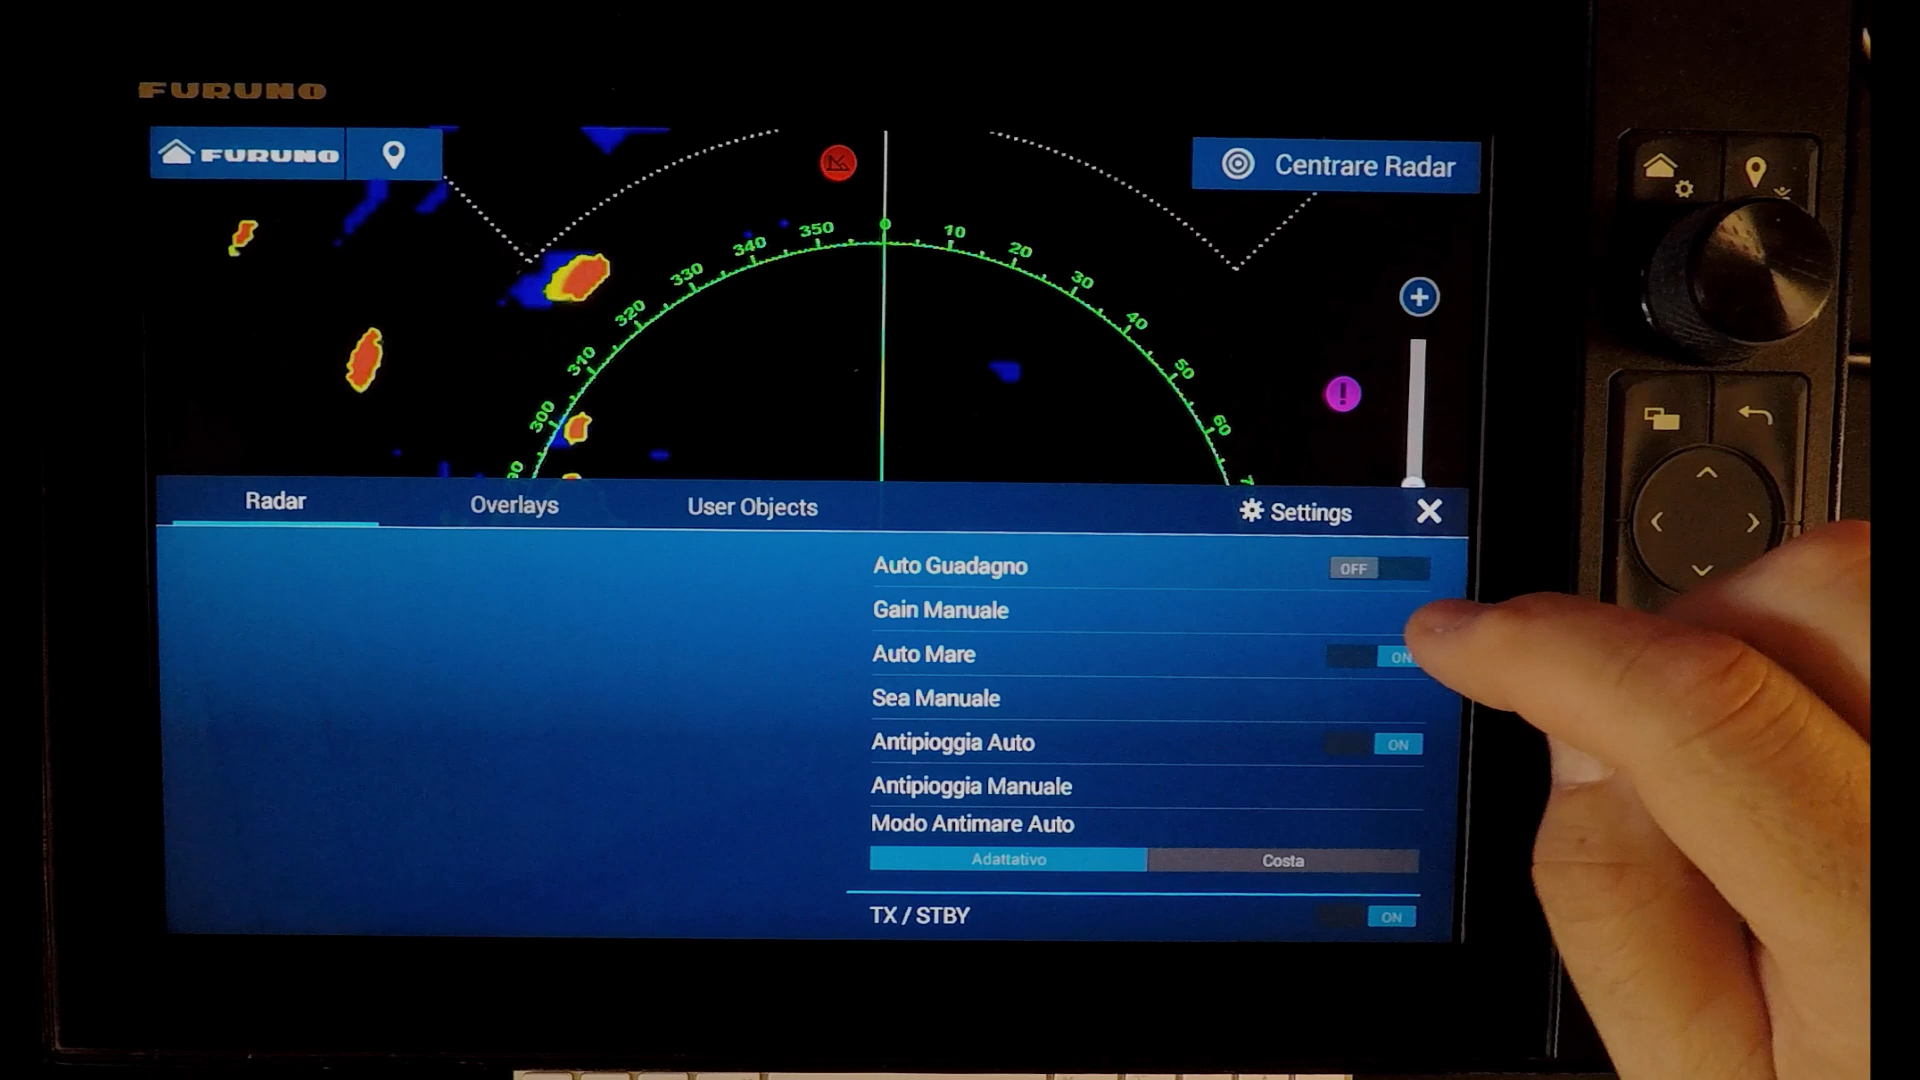 FURUNO
FURUNO
Centrare Radar
340 350 0 10 20
330 30
320 40
310 50
300 60
Radar Overlays User Objects Settings
Auto Guadagno OFF
Gain Manuale
Auto Mare ON
Sea Manuale
Antipioggia Auto ON
Antipioggia Manuale
Modo Antimare Auto
Adattativo Costa
TX / STBY ON